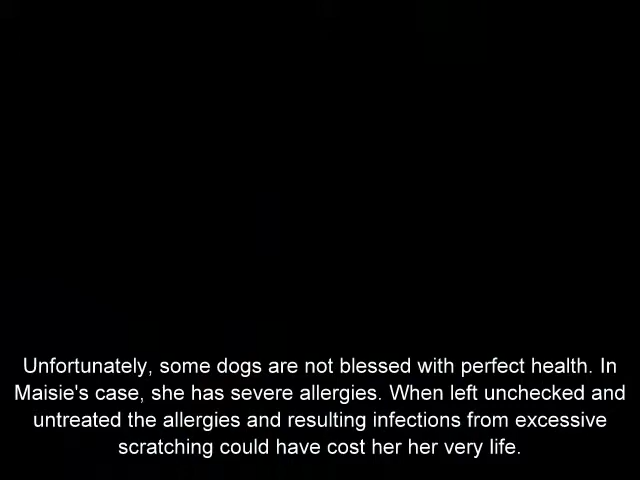 Unfortunately, some dogs are not blessed with perfect health. In
Maisie's case, she has severe allergies. When left unchecked and
untreated the allergies and resulting infections from excessive
scratching could have cost her her very life.